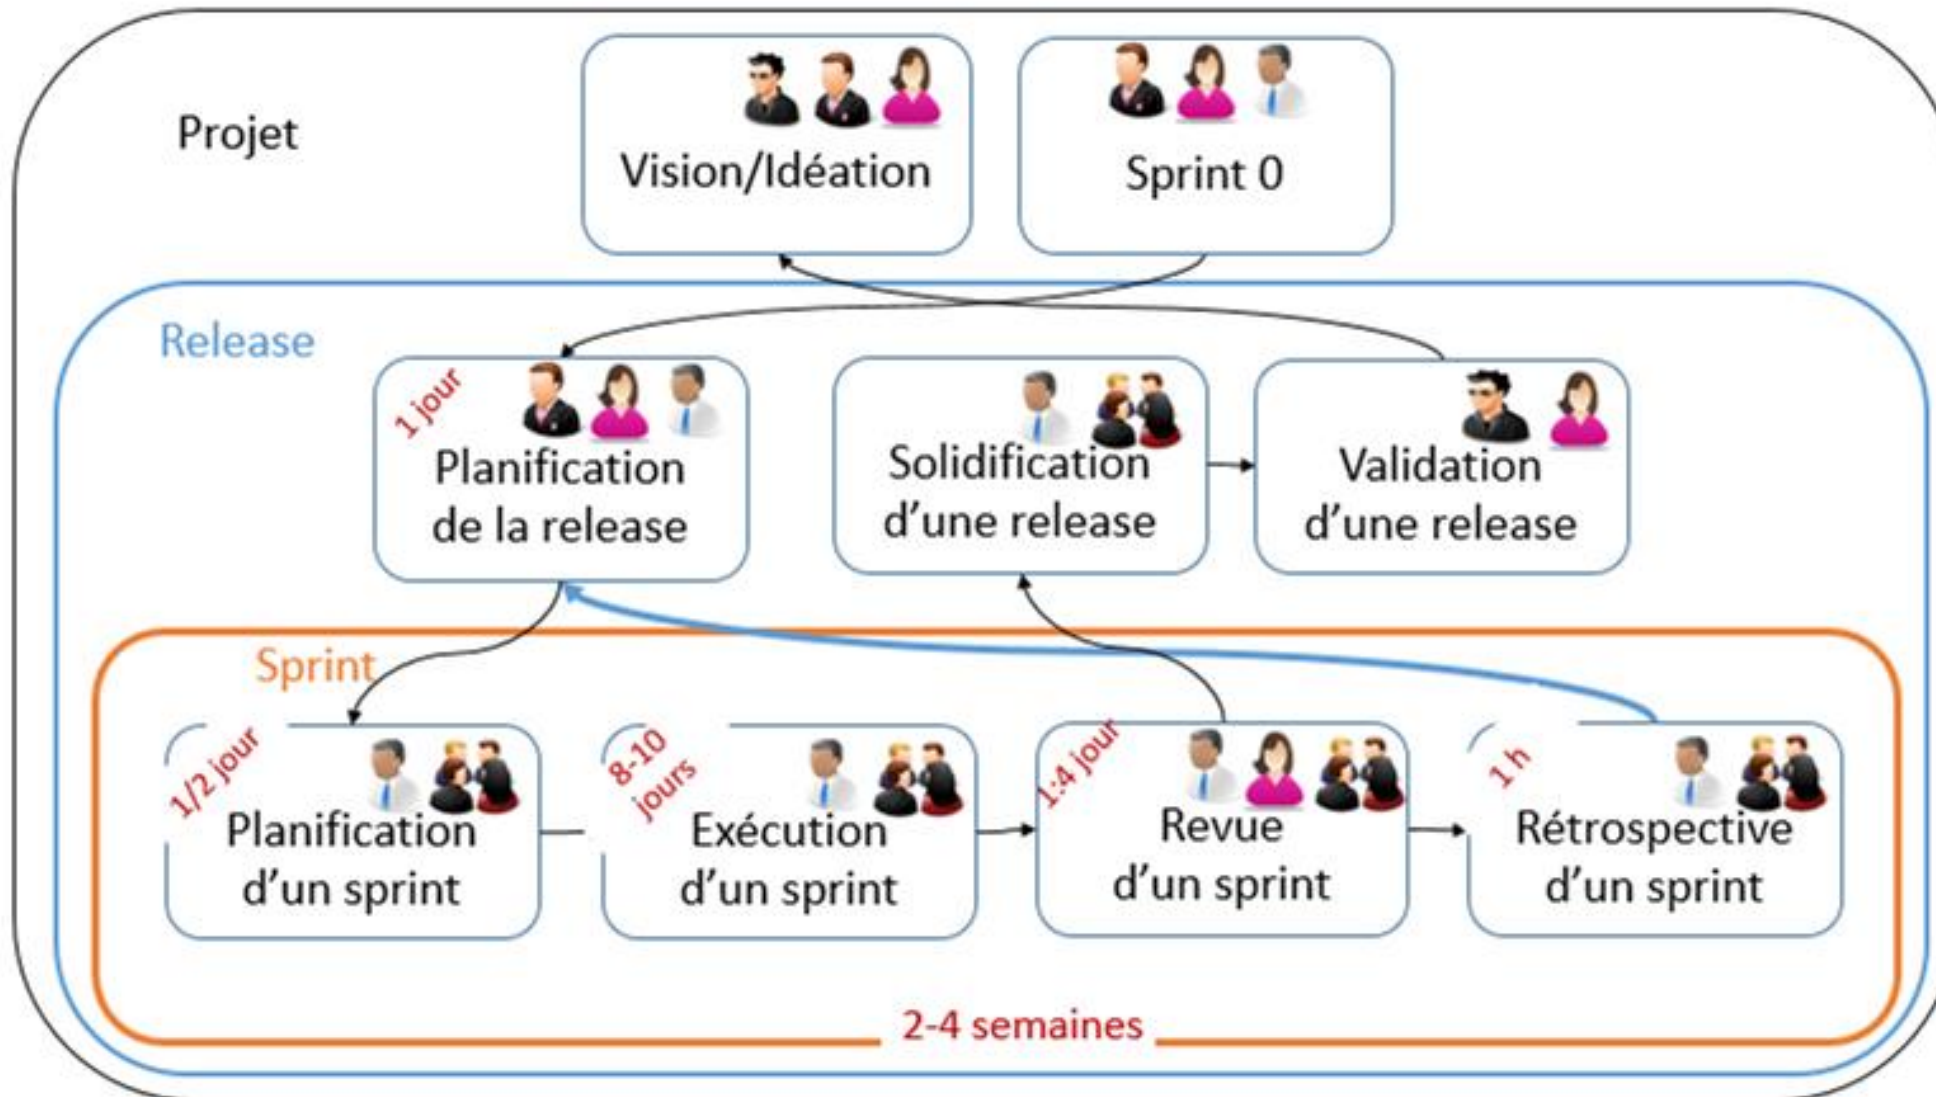 Projet
Vision/Idéation
Sprint 0
Release
1 jour
Planification
de la release
Solidification
d'une release
Validation
d'une release
Sprint
1/2 jour
Planification
d'un sprint
8-10
jours
Exécution
d'un sprint
1:4 jour
Revue
d'un sprint
1 h
Rétrospective
d'un sprint
2-4 semaines